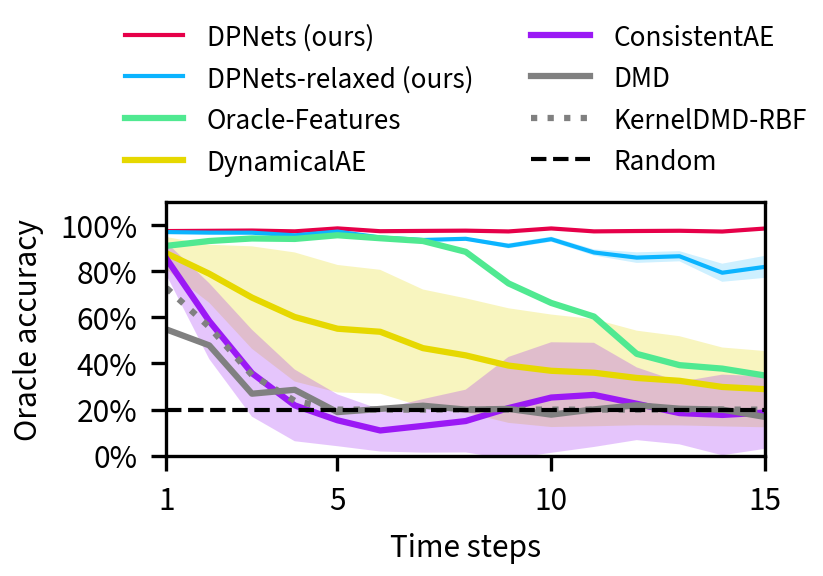 DPNets (ours)
DPNets-relaxed (ours)
Oracle-Features
DynamicalAE
ConsistentAE
DMD
KernelDMD-RBF
Random
Oracle accuracy
100%
80%
60%
40%
20%
0%
1
5
10
15
Time steps